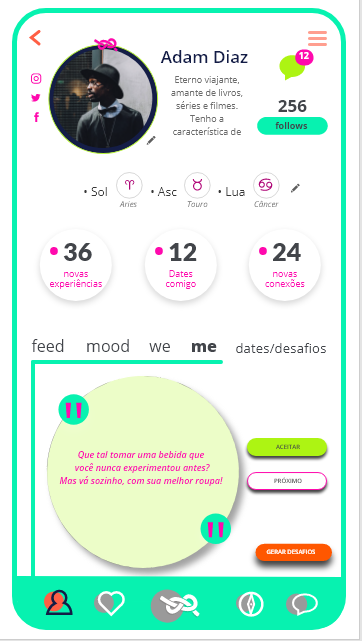 Adam Diaz
12
Eterno viajante,
amante de livros,
séries e filmes.
Tenho a
característica de
256
follows
• Sol
• Asc
• Lua
Aries
Touro
Câncer
36
novas
experiências
12
Dates
comigo
24
novas
conexões
feed mood we me dates/desafios
"
Que tal tomar uma bebida que
você nunca experimentou antes?
Mas vá sozinho, com sua melhor roupa!
"
ACEITAR
PRÓXIMO
GERAR DESAFIOS